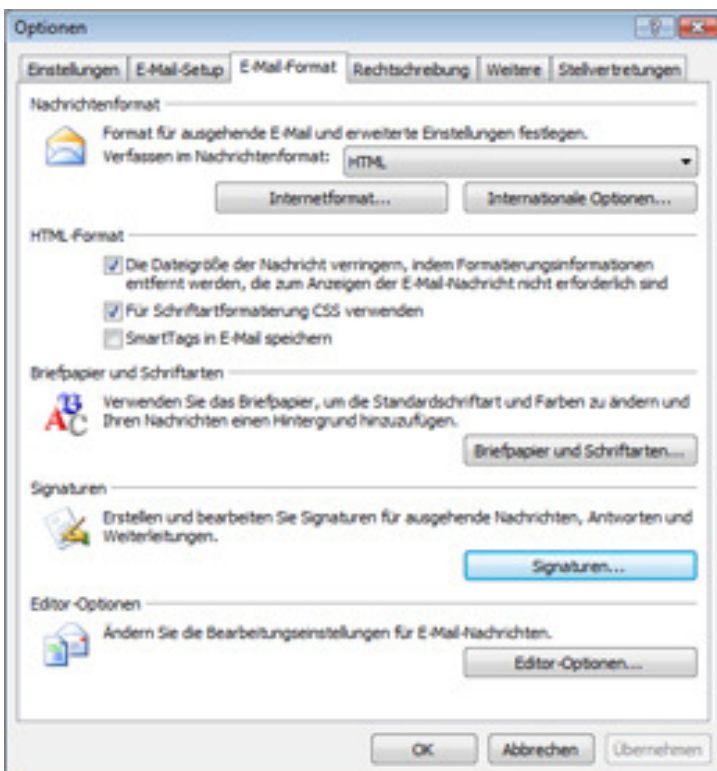 Optionen
Einstellungen E-Mail-Setup E-Mail-Format Rechtschreibung Weitere Stellvertretungen
Nachrichtenformat
Format für ausgehende E-Mail und erweiterte Einstellungen festlegen.
Verfassen im Nachrichtenformat: HTML
Internetformat... Internationale Optionen...
HTML-Format
Die Dateigröße der Nachricht verringern, indem Formatierungsinformationen
entfernt werden, die zum Anzeigen der E-Mail-Nachricht nicht erforderlich sind
Für Schriftartformatierung CSS verwenden
SmartTags in E-Mail speichern
Briefpapier und Schriftarten
Verwenden Sie das Briefpapier, um die Standardschriftart und Farben zu ändern und
Ihren Nachrichten einen Hintergrund hinzuzufügen.
Briefpapier und Schriftarten...
Signaturen
Erstellen und bearbeiten Sie Signaturen für ausgehende Nachrichten, Antworten und
Weiterleitungen.
Signaturen...
Editor-Optionen
Ändern Sie die Bearbeitungseinstellungen für E-Mail-Nachrichten.
Editor-Optionen...
OK Abbrechen Übernehmen